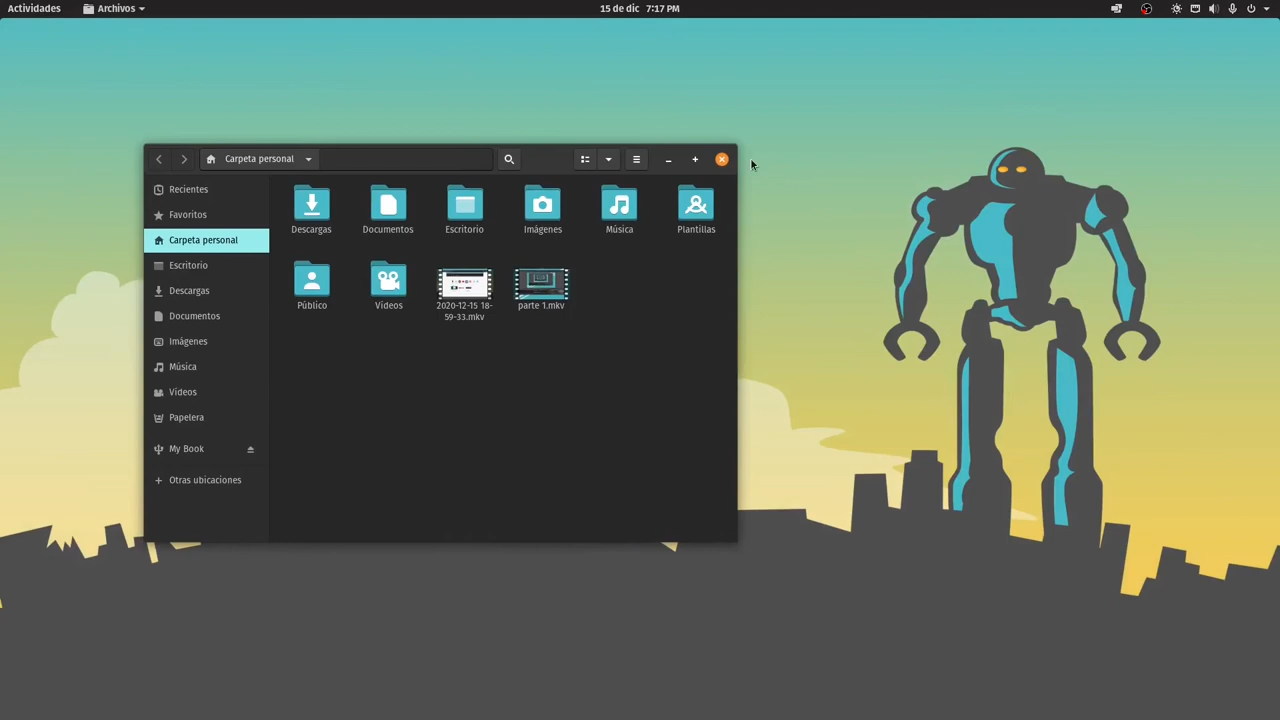 Actividades
Archivos
15 de dic 7:17 PM
Carpeta personal
Recientes
Favoritos
Carpeta personal
Escritorio
Descargas
Documentos
Imágenes
Música
Vídeos
Papelera
My Book
Otras ubicaciones
Descargas
Documentos
Escritorio
Imágenes
Música
Plantillas
Público
Vídeos
2020-12-15 18-
59-33.mkv
parte 1.mkv